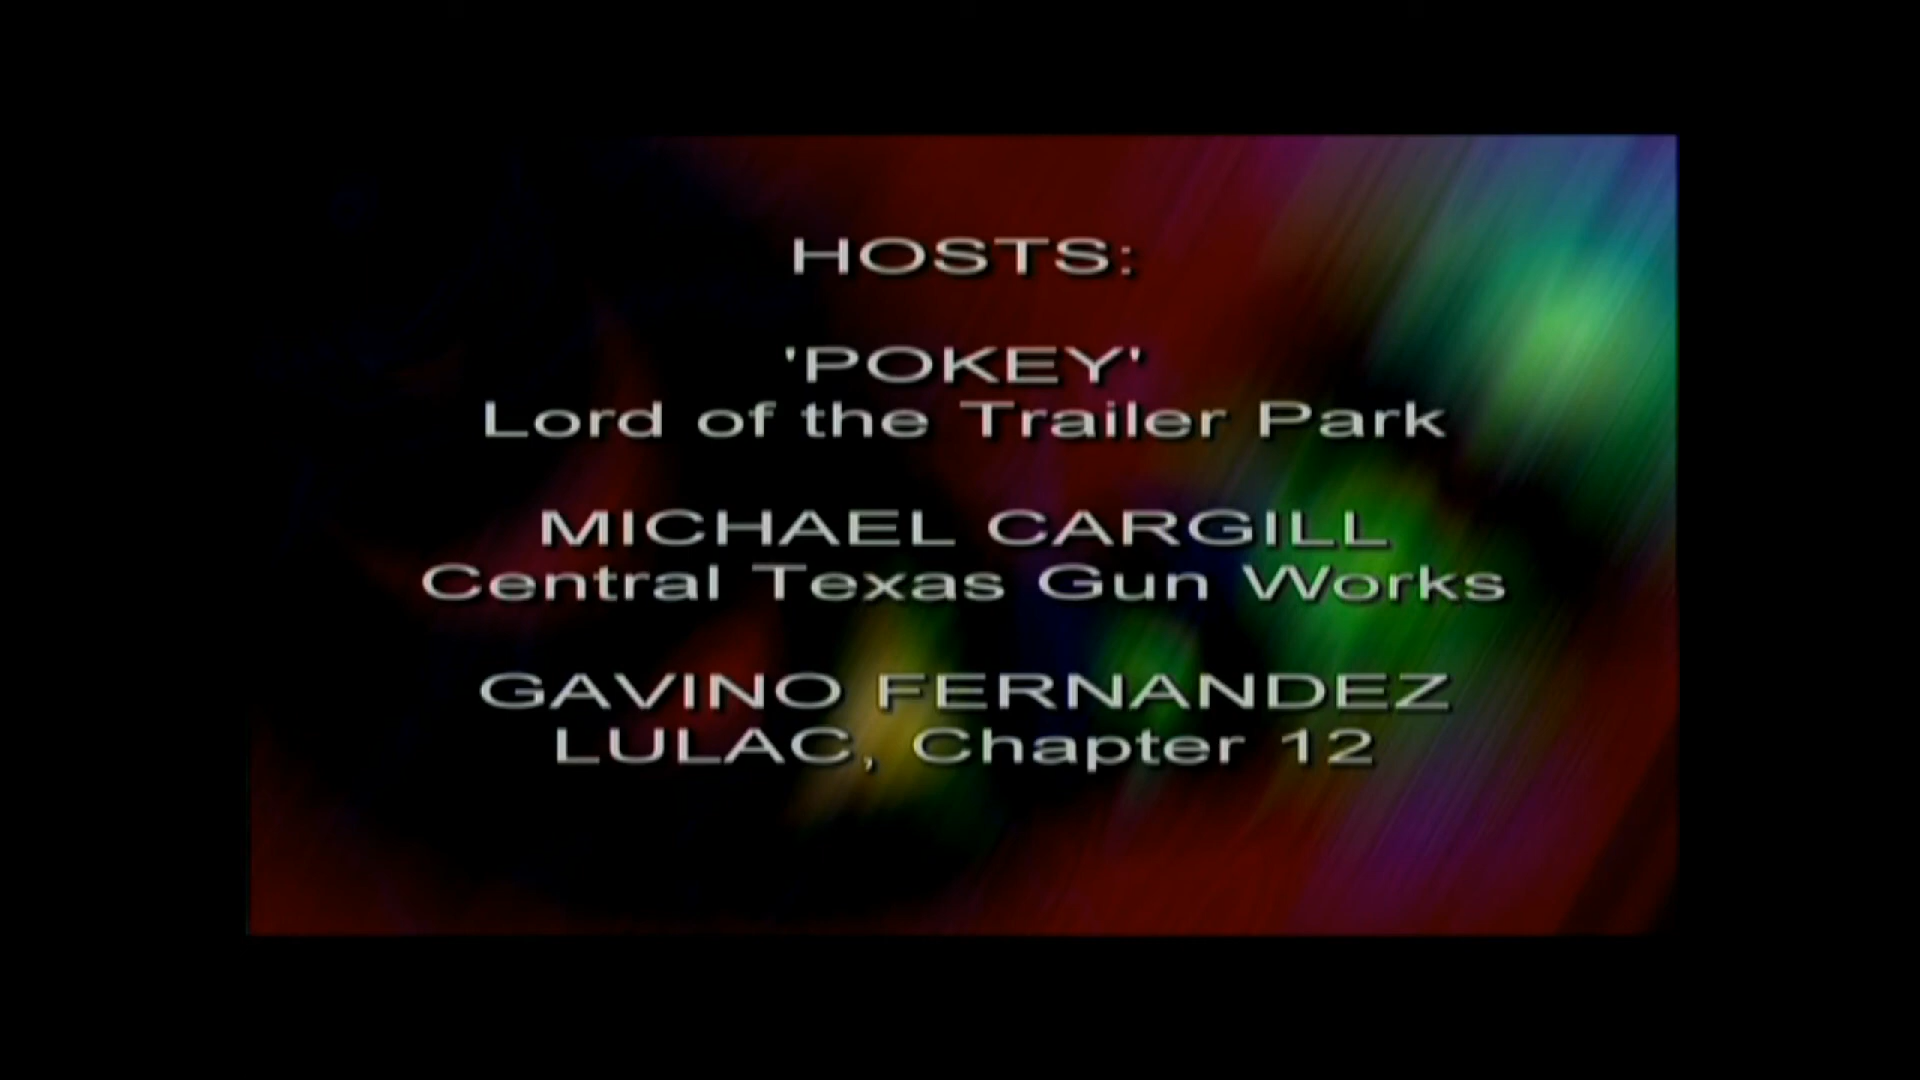 HOSTS:
'POKEY'
Lord of the Trailer Park
MICHAEL CARGILL
Central Texas Gun Works
GAVINO FERNANDEZ
LULAC, Chapter 12